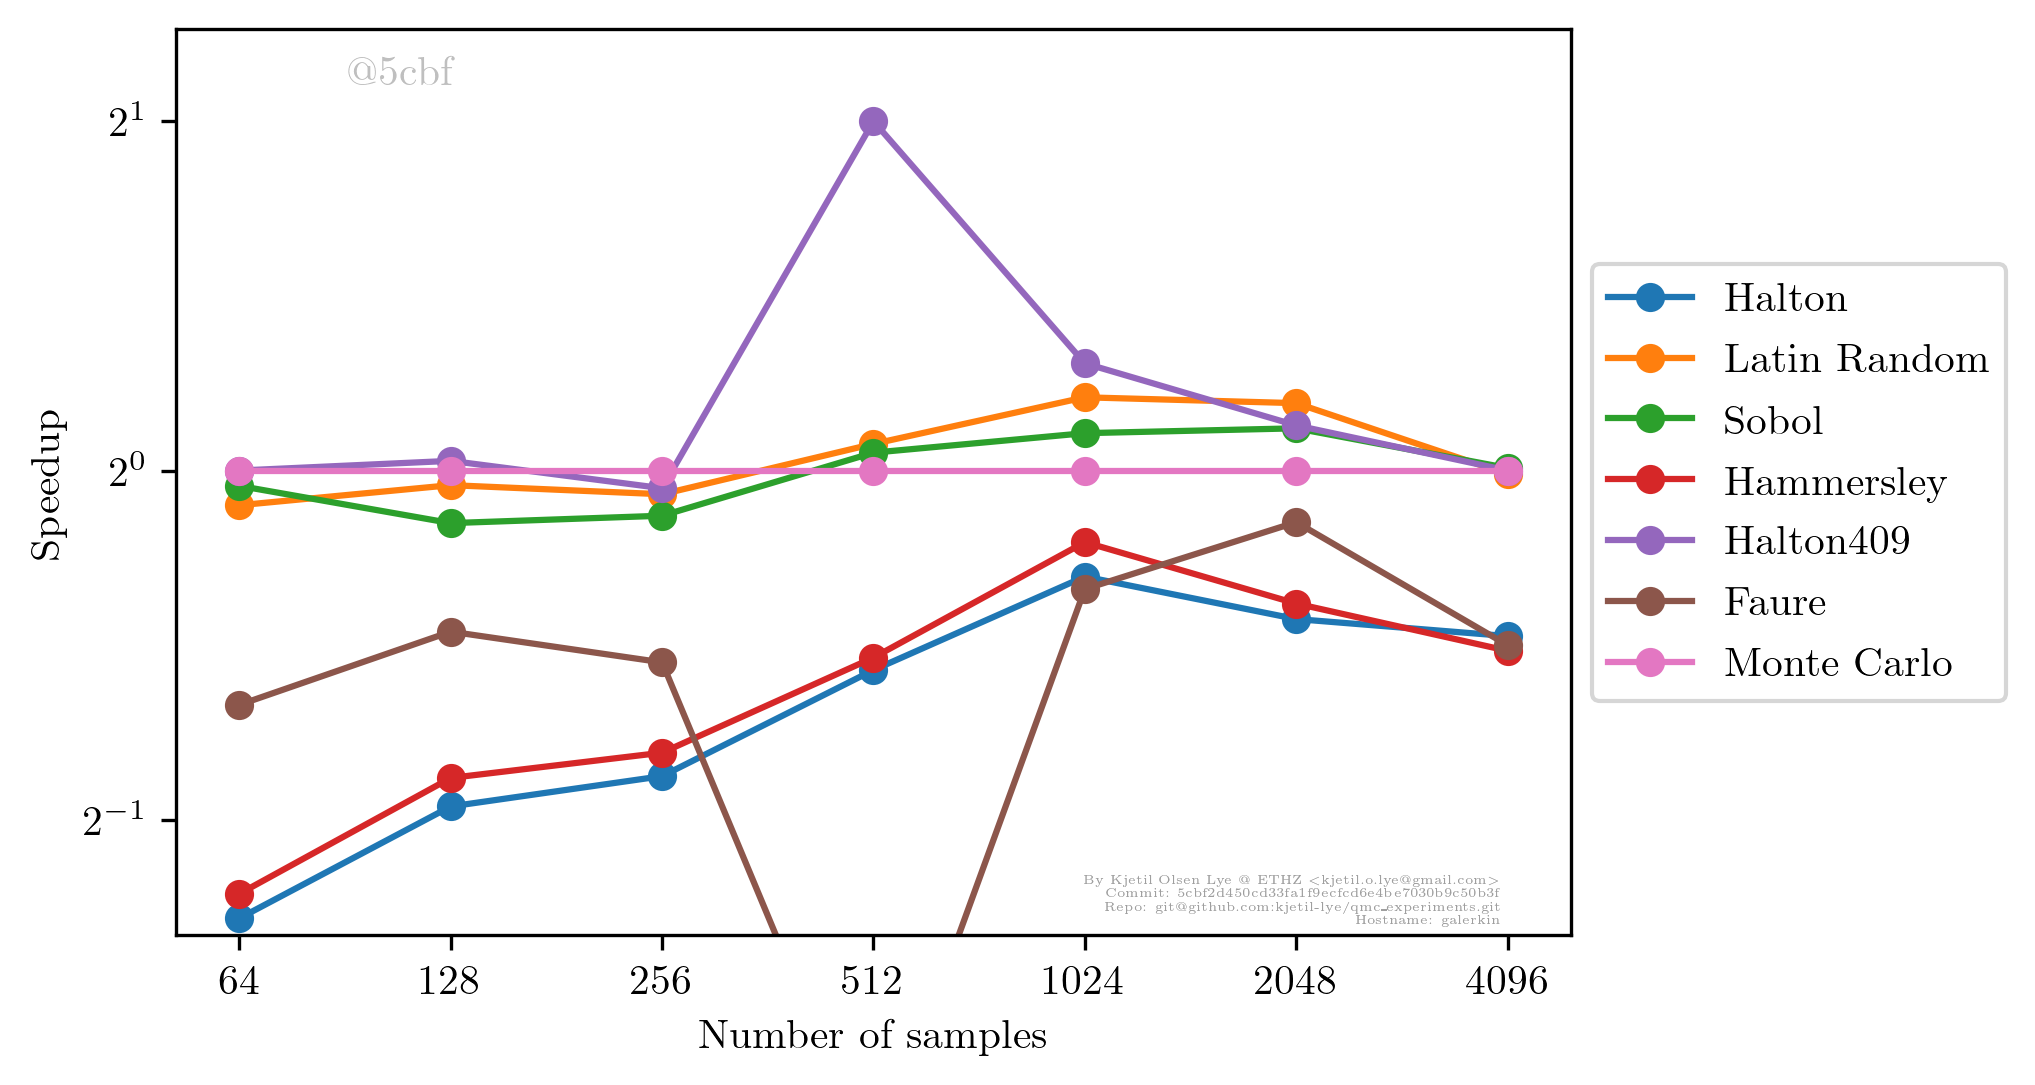 @5cbf
2^1
2^0
2^-1
Speedup
64 128 256 512 1024 2048 4096
Number of samples
Halton
Latin Random
Sobol
Hammersley
Halton409
Faure
Monte Carlo
By Kjetil Olsen Lye @ ETHZ <kjetil.o.lye@gmail.com>
Commit: 5cbf2d450cd33fa1f9ecfcd6e4be7030b9c50b3f
Repo: git@github.com:kjetil-lye/qmc_experiments.git
Hostname: galerkin